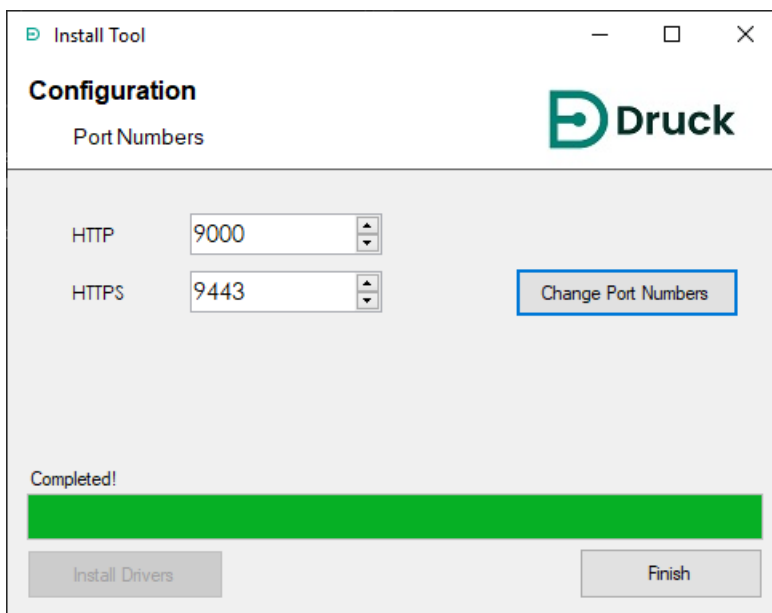 Install Tool
Configuration
Port Numbers
Druck
HTTP
9000
HTTPS
9443
Change Port Numbers
Completed!
Install Drivers
Finish